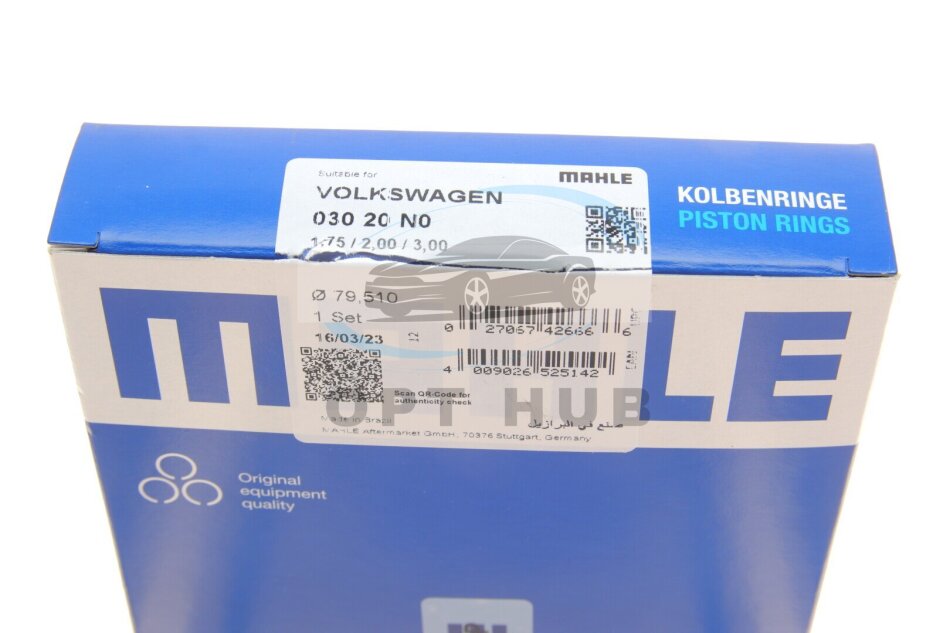 Suitable for
MAHLE
VOLKSWAGEN
030 20 N0
1,75 / 2,00 / 3,00
KOLBENRINGE
PISTON RINGS
Ø 79,510
1 Set
16/03/23
12
0 27067 42666 6
UPC
4 009026 525142
EAN
Scan QR-Code for
authenticity check
OPT HUB
Made in Brazil
صنع في البرازيل
MAHLE Aftermarket GmbH, 70376 Stuttgart, Germany
MAHLE
Original
equipment
quality